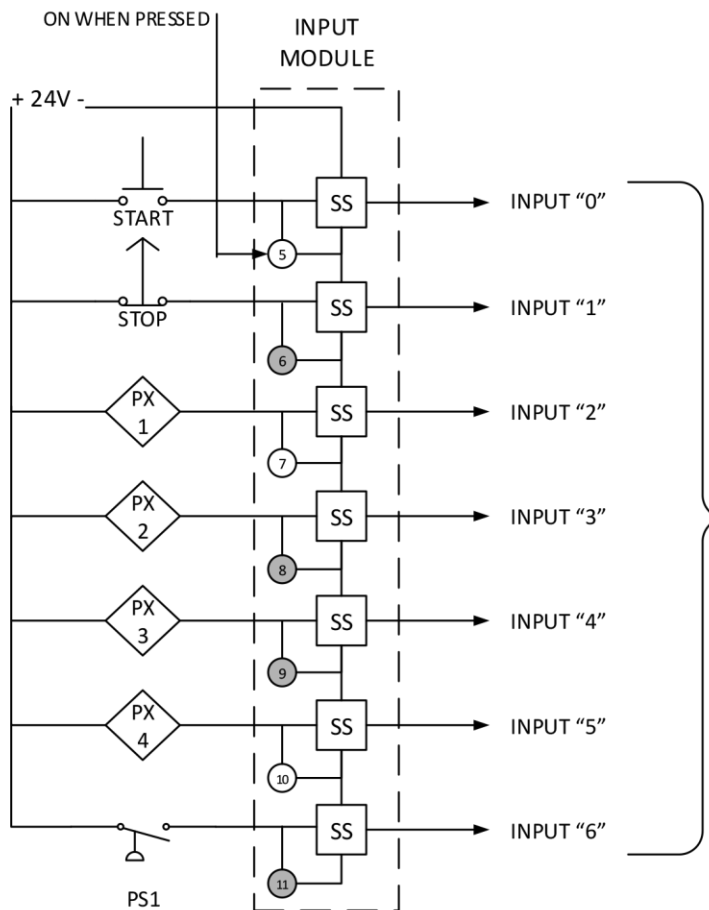 ON WHEN PRESSED
INPUT
MODULE
+ 24V -
SS
INPUT “0”
START
5
SS
INPUT “1”
STOP
6
PX
1
SS
INPUT “2”
7
PX
2
SS
INPUT “3”
8
PX
3
SS
INPUT “4”
9
PX
4
SS
INPUT “5”
10
SS
INPUT “6”
11
PS1